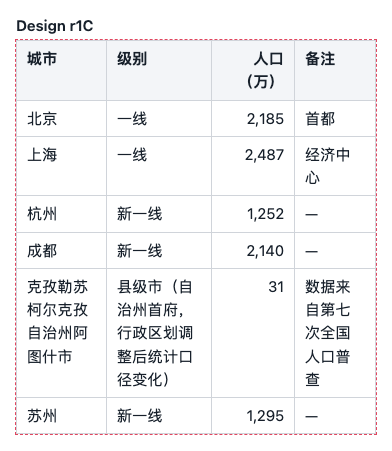 Design r1C
城市 级别 人口 备注
（万）
北京 一线 2,185 首都
上海 一线 2,487 经济中
心
杭州 新一线 1,252 —
成都 新一线 2,140 —
克孜勒苏 县级市（自 31 数据来
柯尔克孜 治州首府， 自第七
自治州阿 行政区划调 次全国
图什市 整后统计口 人口普
径变化） 查
苏州 新一线 1,295 —